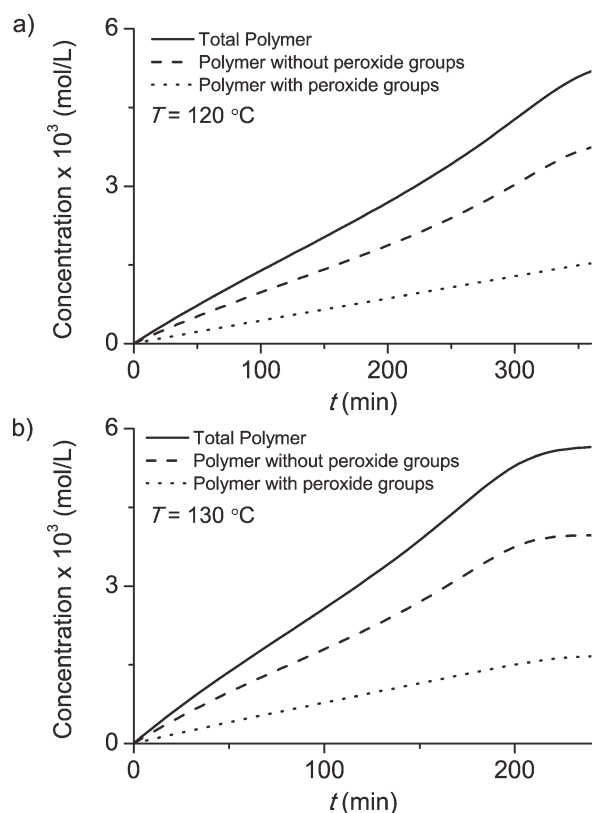 a)
6
Total Polymer
Polymer without peroxide groups
Polymer with peroxide groups
T = 120 °C
3
0
Concentration x 10³ (mol/L)
0 100 200 300
t (min)
b)
6
Total Polymer
Polymer without peroxide groups
Polymer with peroxide groups
T = 130 °C
3
0
Concentration x 10³ (mol/L)
0 100 200
t (min)